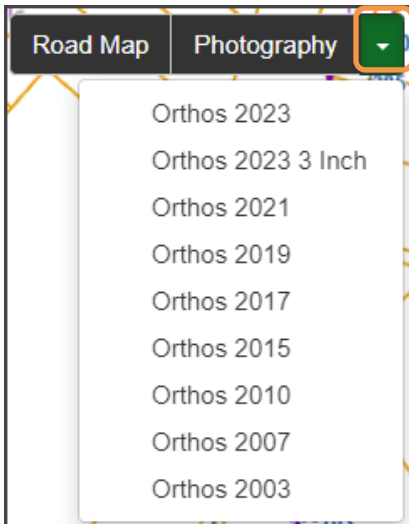 Road Map Photography
Orthos 2023
Orthos 2023 3 Inch
Orthos 2021
Orthos 2019
Orthos 2017
Orthos 2015
Orthos 2010
Orthos 2007
Orthos 2003